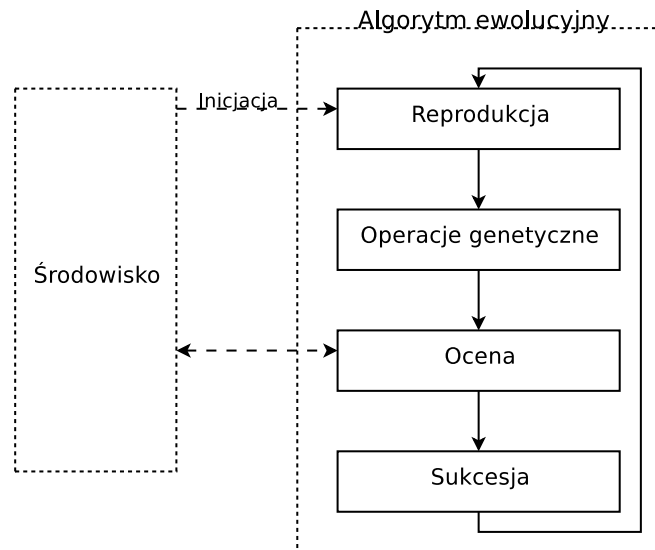 Algorytm ewolucyjny
Inicjacja
Reprodukcja
Operacje genetyczne
Środowisko
Ocena
Sukcesja